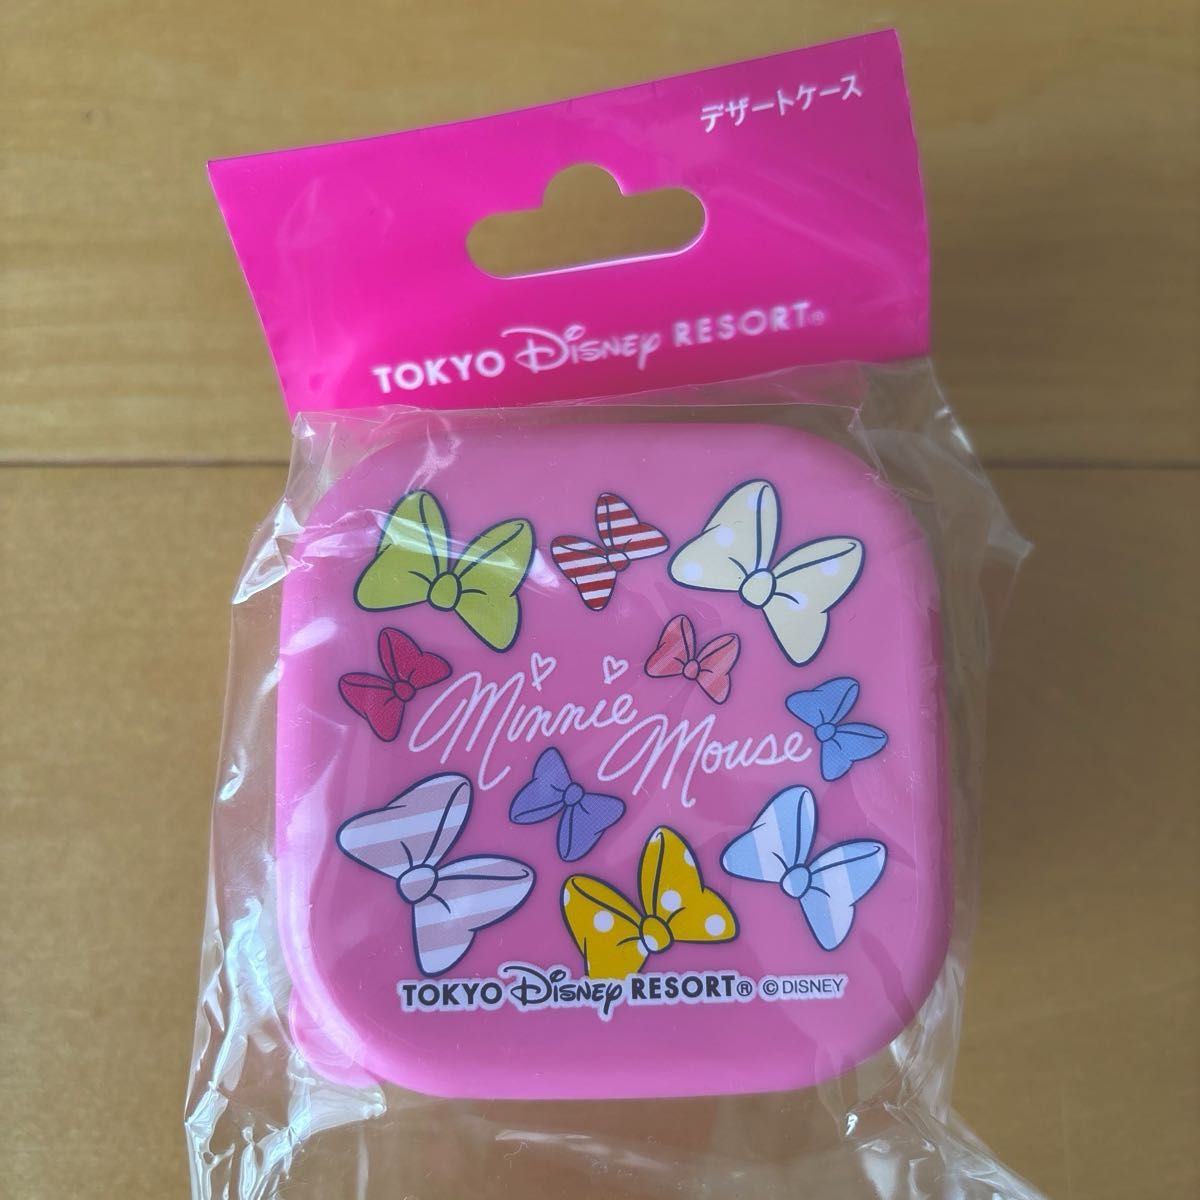 デザートケース
TOKYO Disney RESORT®
Minnie
Mouse
TOKYO Disney RESORT® © DISNEY